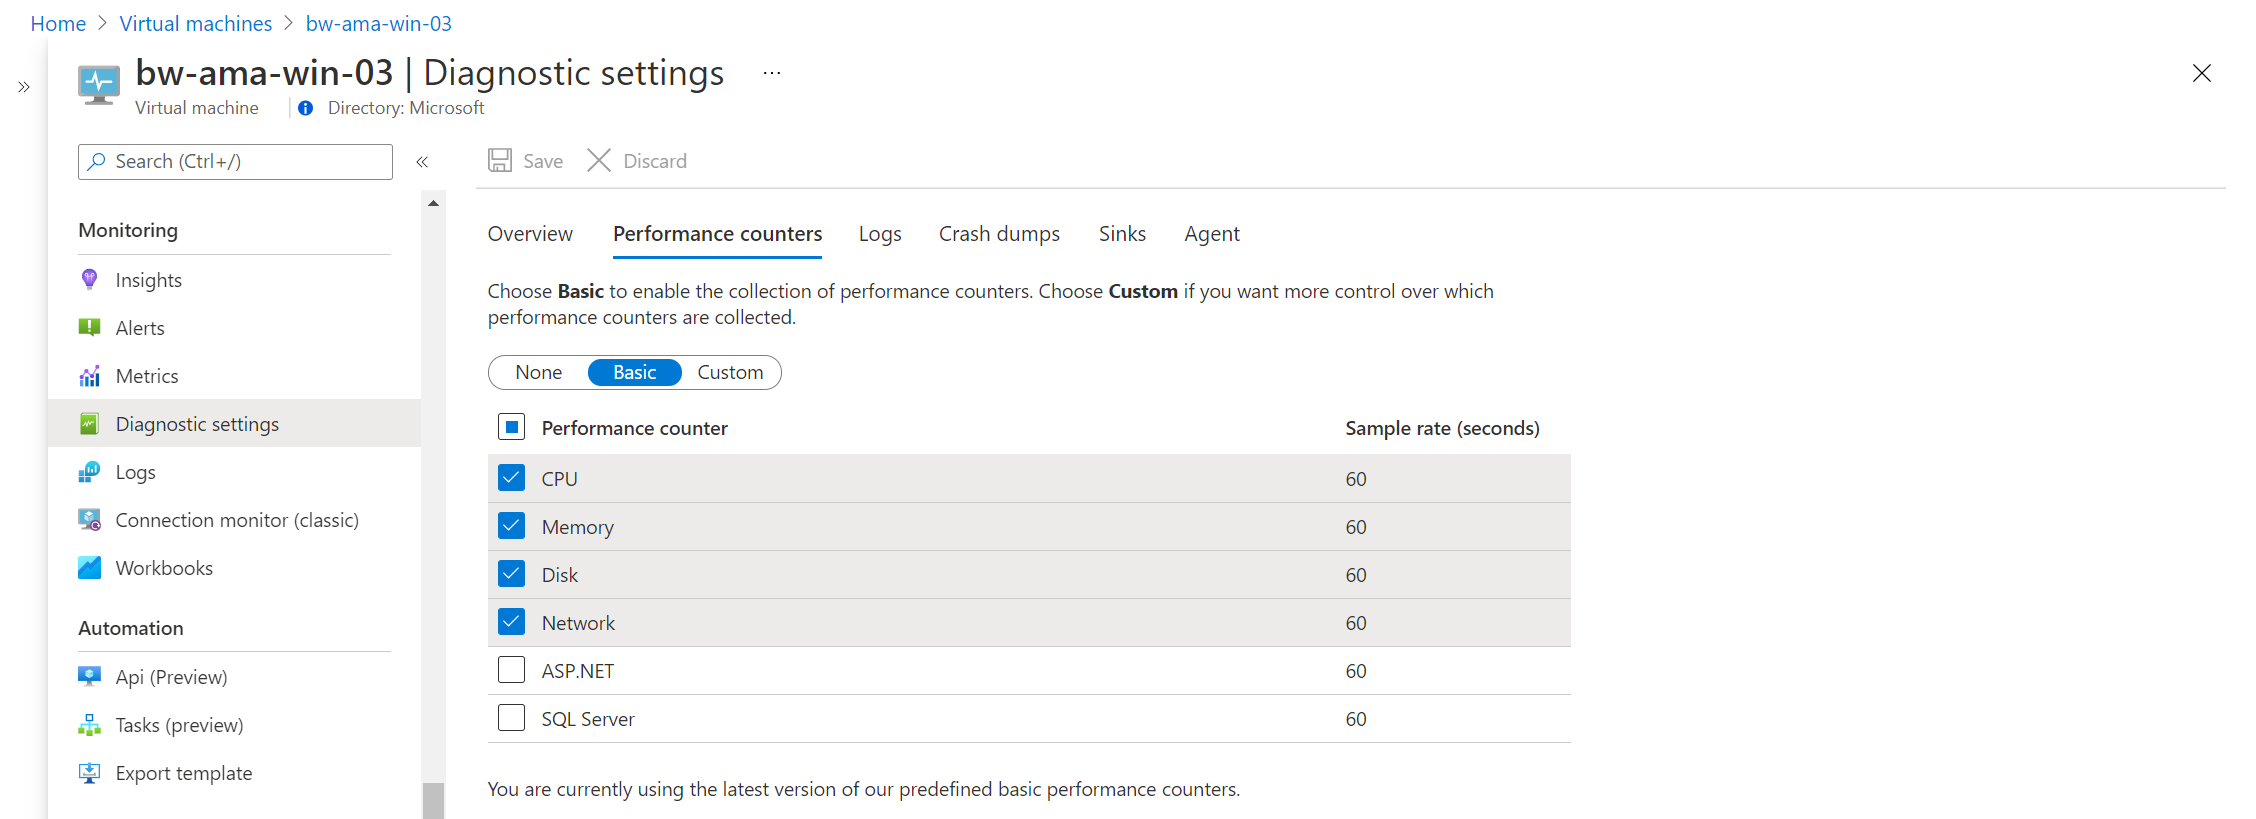 Home > Virtual machines > bw-ama-win-03
bw-ama-win-03 | Diagnostic settings ...
Virtual machine | Directory: Microsoft
Search (Ctrl+/)
Monitoring
Insights
Alerts
Metrics
Diagnostic settings
Logs
Connection monitor (classic)
Workbooks
Automation
Api (Preview)
Tasks (preview)
Export template
Save Discard
Overview Performance counters Logs Crash dumps Sinks Agent
Choose Basic to enable the collection of performance counters. Choose Custom if you want more control over which
performance counters are collected.
None Basic Custom
Performance counter Sample rate (seconds)
CPU 60
Memory 60
Disk 60
Network 60
ASP.NET 60
SQL Server 60
You are currently using the latest version of our predefined basic performance counters.